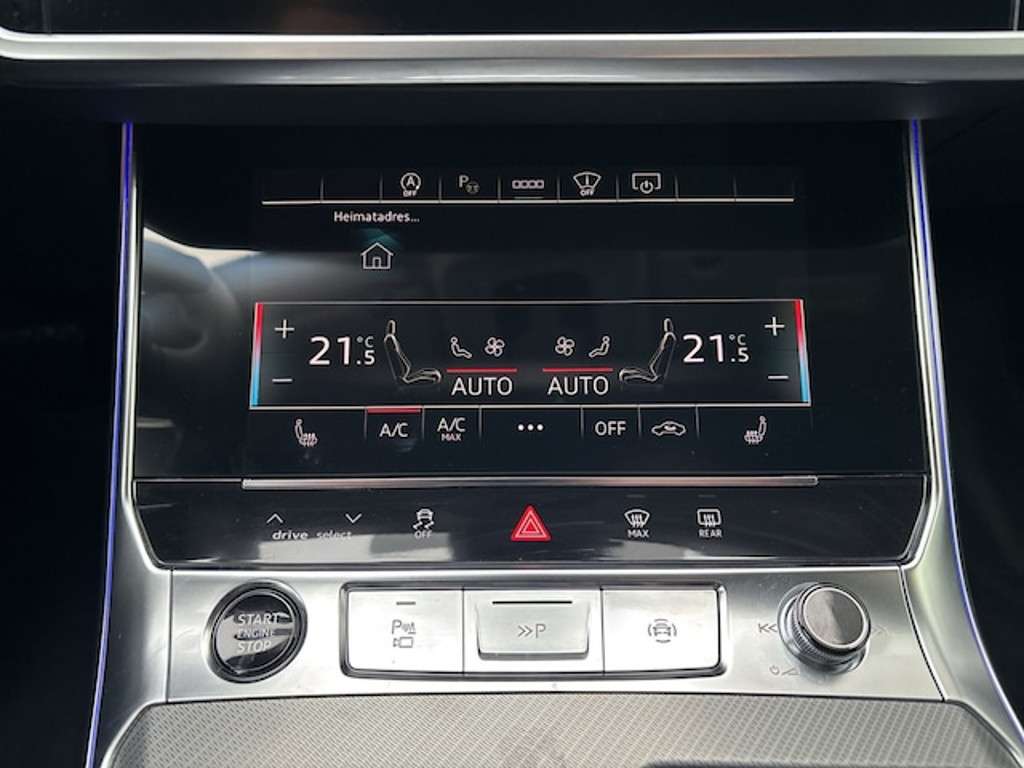 A OFF P OFF
Heimatadres...
+ 21.5 °C 21.5 °C +
AUTO AUTO
A/C A/C MAX ... OFF
drive select OFF MAX REAR
START ENGINE STOP P >>P